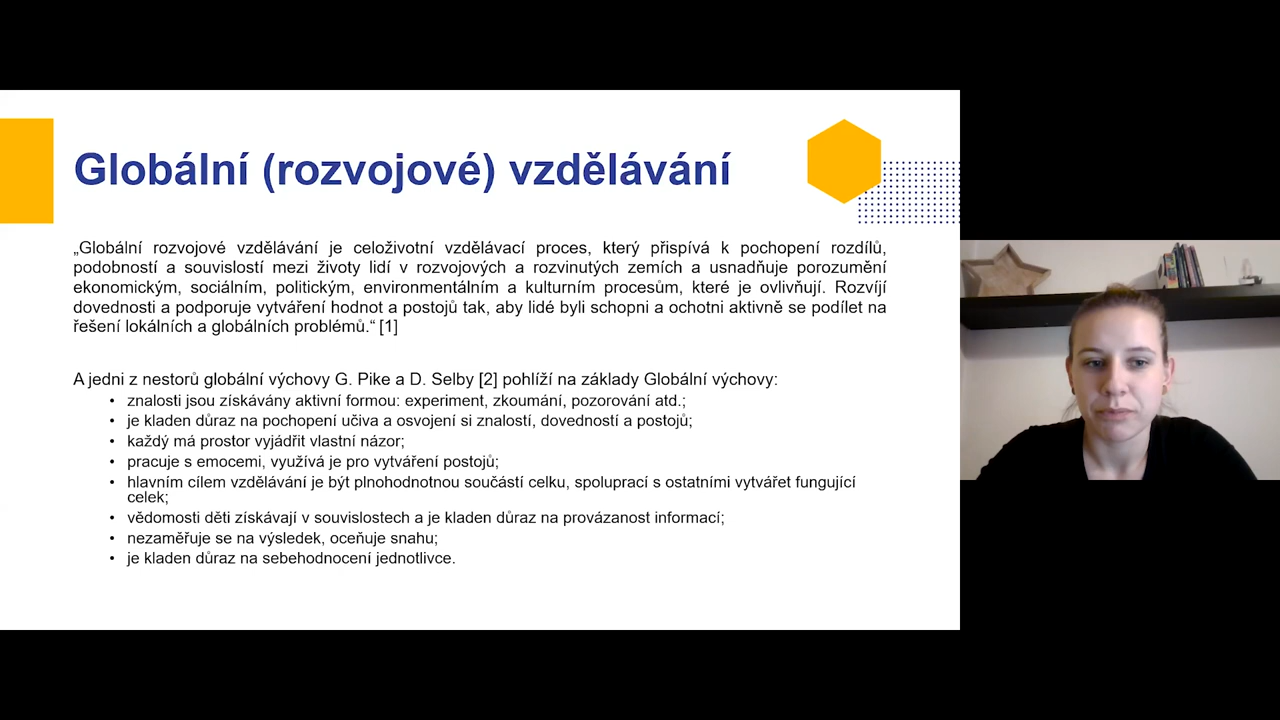 Globální (rozvojové) vzdělávání
„Globální rozvojové vzdělávání je celoživotní vzdělávací proces, který přispívá k pochopení rozdílů,
podobností a souvislostí mezi životy lidí v rozvojových a rozvinutých zemích a usnadňuje porozumění
ekonomickým, sociálním, politickým, environmentálním a kulturním procesům, které je ovlivňují. Rozvíjí
dovednosti a podporuje vytváření hodnot a postojů tak, aby lidé byli schopni a ochotni aktivně se podílet na
řešení lokálních a globálních problémů.“ [1]
A jedni z nestorů globální výchovy G. Pike a D. Selby [2] pohlíží na základy Globální výchovy:
• znalosti jsou získávány aktivní formou: experiment, zkoumání, pozorování atd.;
• je kladen důraz na pochopení učiva a osvojení si znalostí, dovedností a postojů;
• každý má prostor vyjádřit vlastní názor;
• pracuje s emocemi, využívá je pro vytváření postojů;
• hlavním cílem vzdělávání je být plnohodnotnou součástí celku, spoluprací s ostatními vytvářet fungující
celek;
• vědomosti děti získávají v souvislostech a je kladen důraz na provázanost informací;
• nezaměřuje se na výsledek, oceňuje snahu;
• je kladen důraz na sebehodnocení jednotlivce.